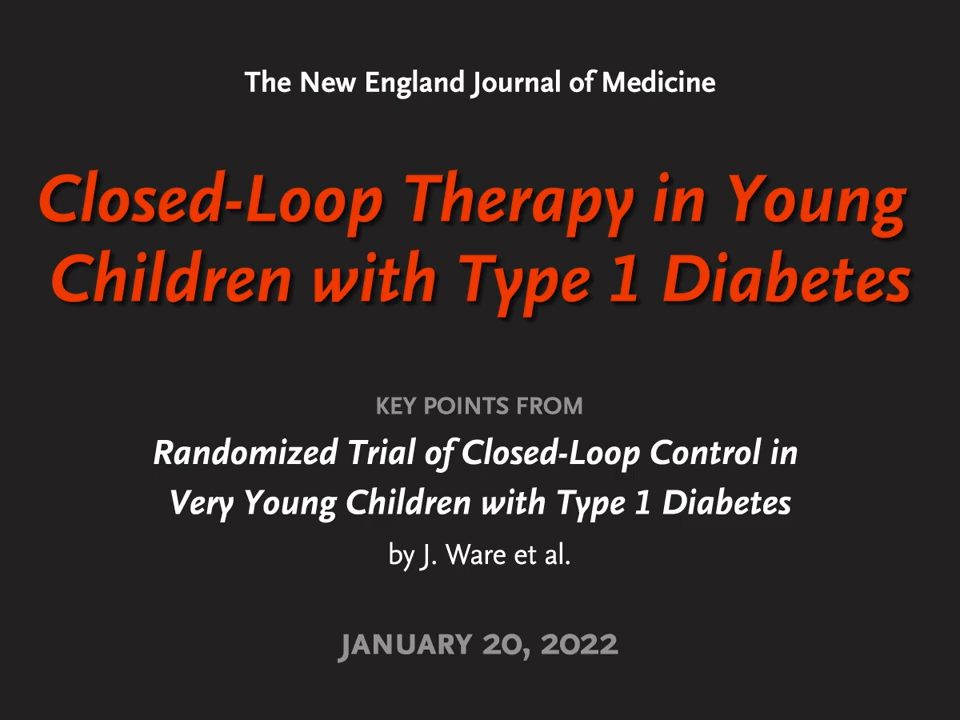 The New England Journal of Medicine
Closed-Loop Therapy in Young
Children with Type 1 Diabetes
KEY POINTS FROM
Randomized Trial of Closed-Loop Control in
Very Young Children with Type 1 Diabetes
by J. Ware et al.
JANUARY 20, 2022